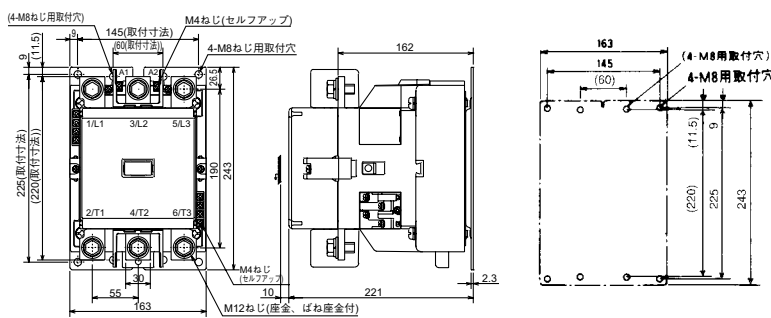 (4-M8ねじ用取付穴)
M4ねじ(セルフアップ)
145(取付寸法)
(60(取付寸法))
9
4-M8ねじ用取付穴
9
(11.5)
A1
A2
26.5
1/L1
3/L2
5/L3
225(取付寸法)
(220(取付寸法))
190
243
2/T1
4/T2
6/T3
M4ねじ
(セルフアップ)
30
55
163
M12ねじ(座金、ばね座金付)
162
10
221
2.3
163
145
(60)
(4-M8用取付穴)
4-M8用取付穴
(11.5)
9
(220)
225
243